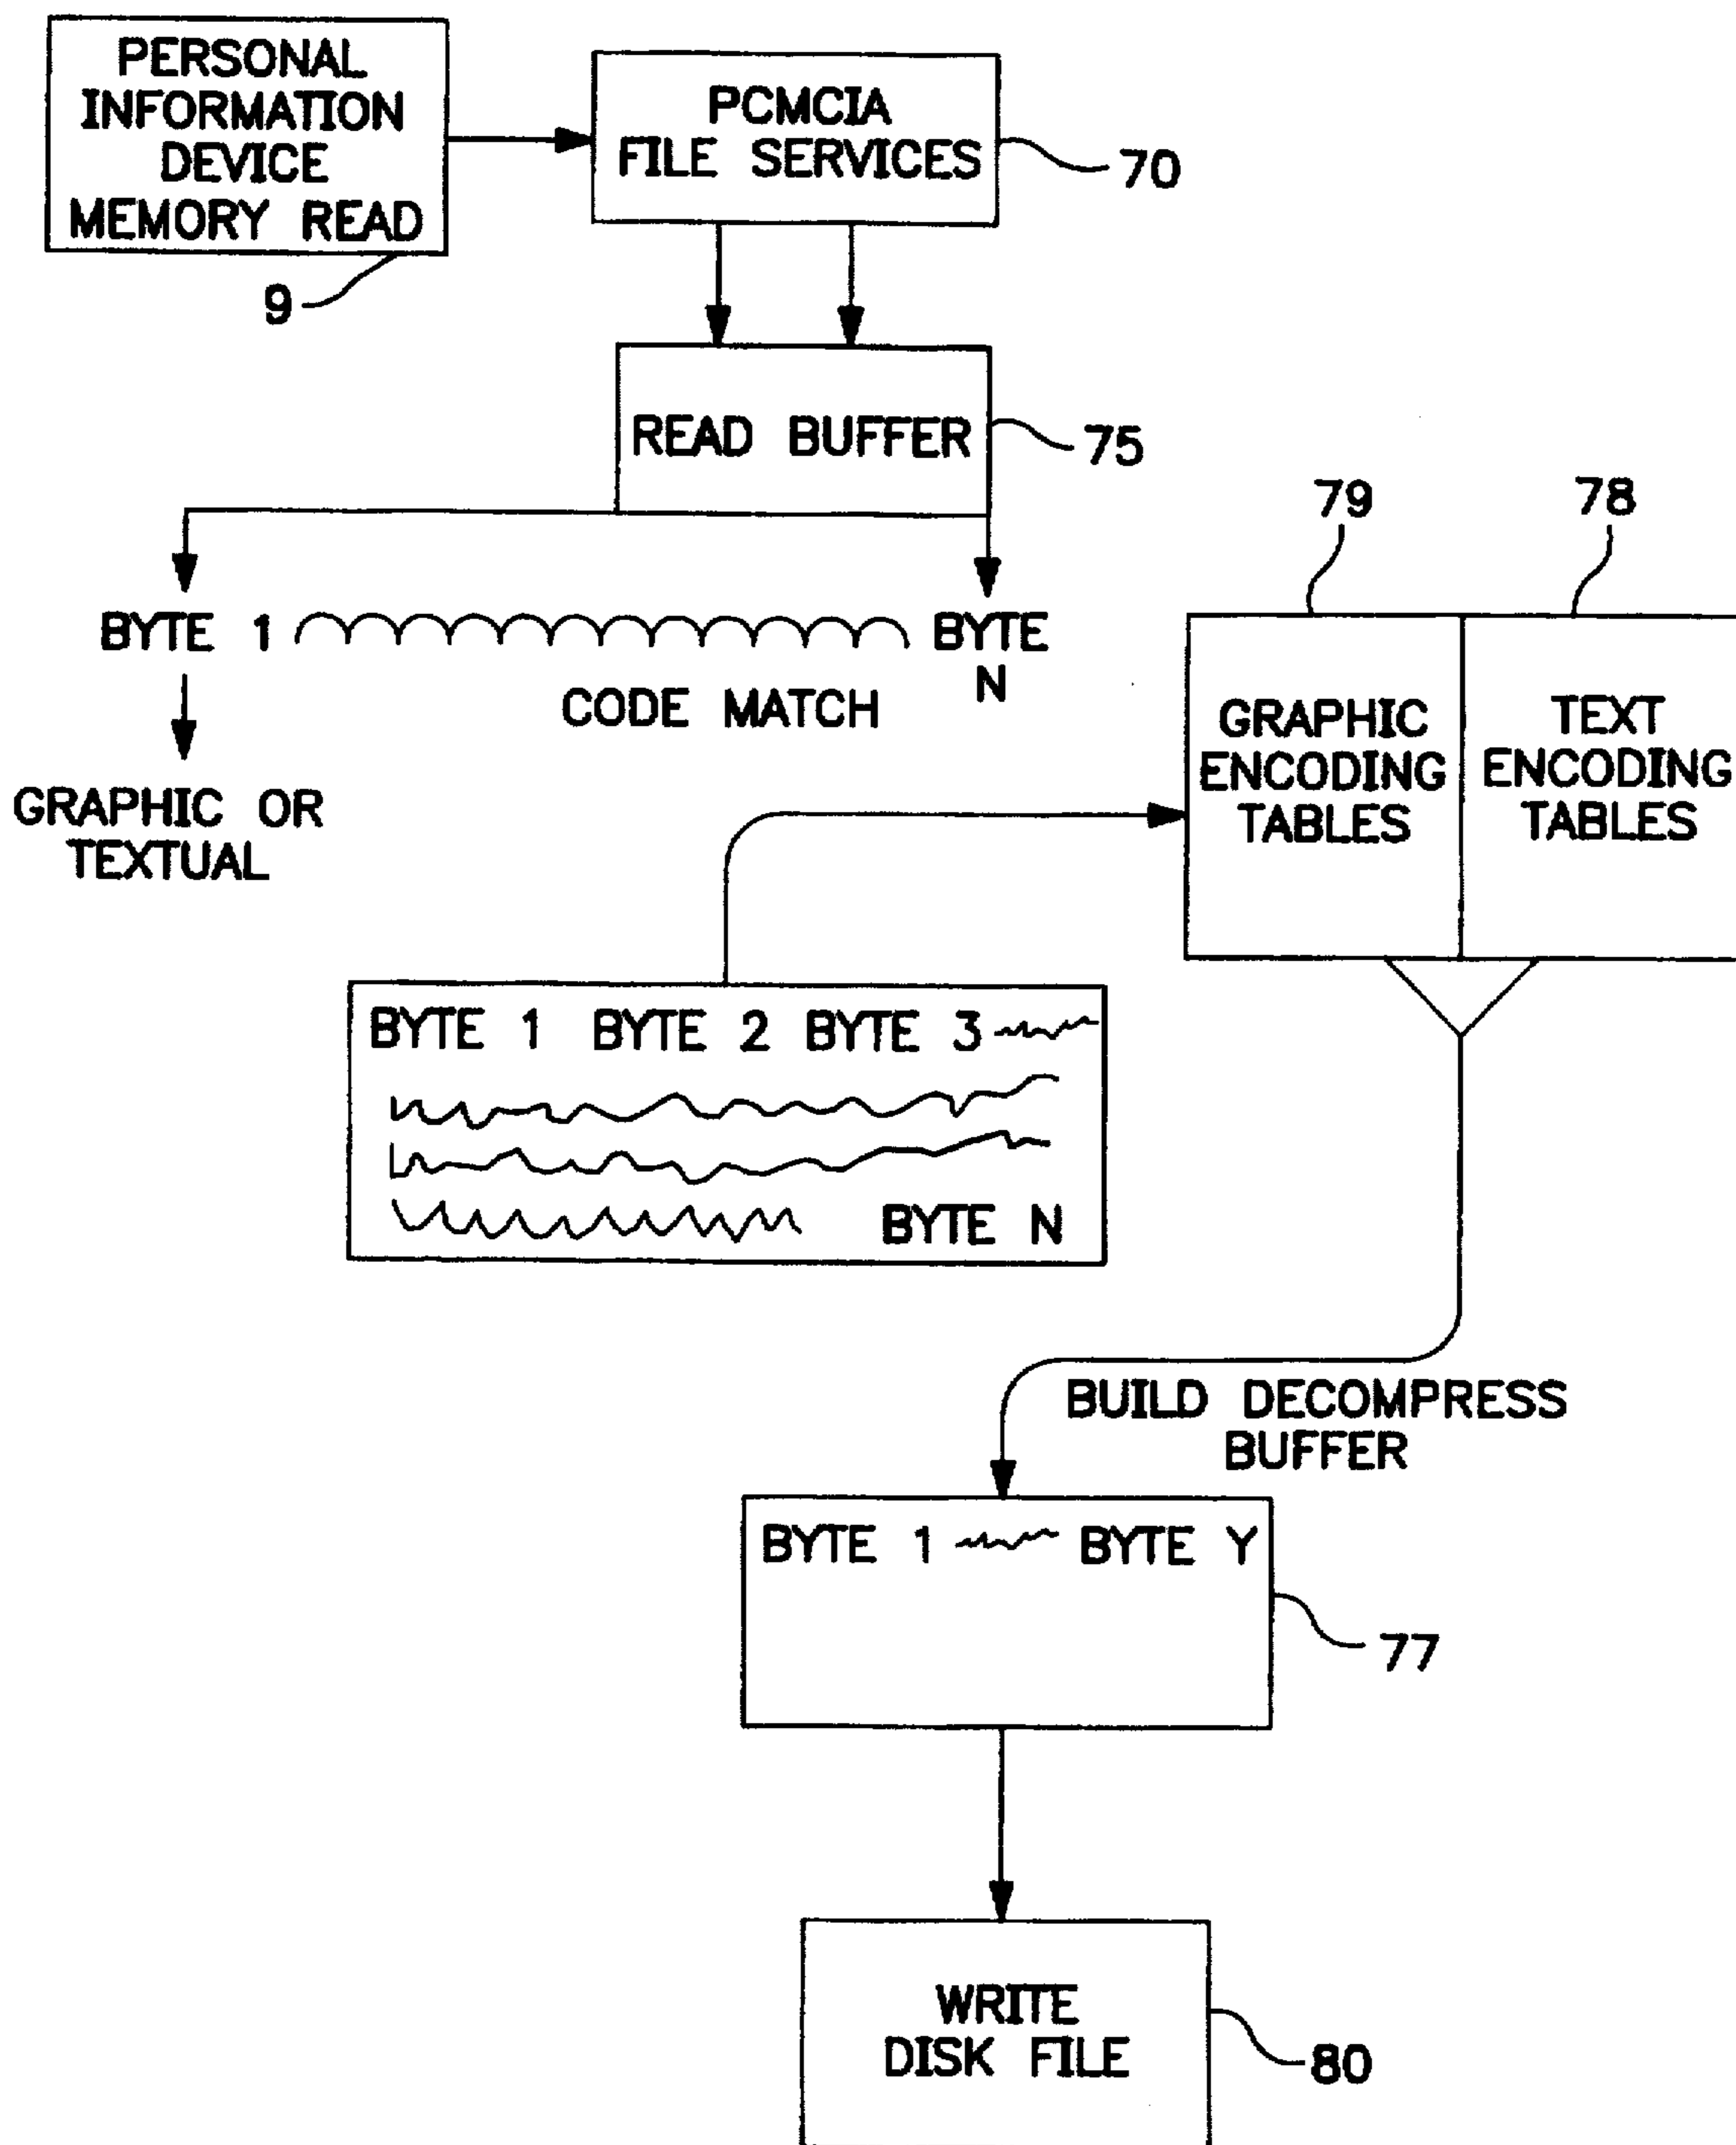 PERSONAL
INFORMATION
DEVICE
MEMORY READ
9
PCMCIA
FILE SERVICES
70
READ BUFFER
75
BYTE 1
BYTE
N
CODE MATCH
GRAPHIC OR
TEXTUAL
79
78
GRAPHIC
ENCODING
TABLES
TEXT
ENCODING
TABLES
BYTE 1 BYTE 2 BYTE 3
BYTE N
BUILD DECOMPRESS
BUFFER
BYTE 1 BYTE Y
77
WRITE
DISK FILE
80